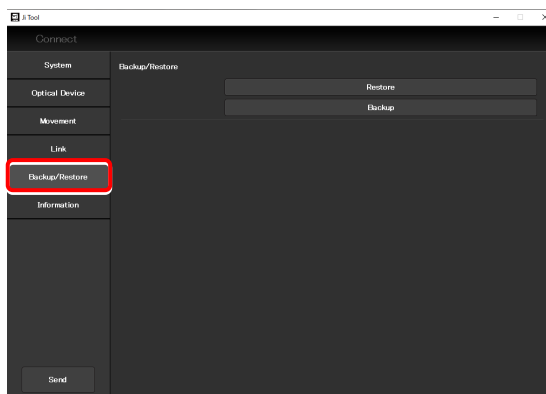 Ji Tool
Connect
System
Optical Device
Movement
Link
Backup/Restore
Information
Send
Backup/Restore
Restore
Backup